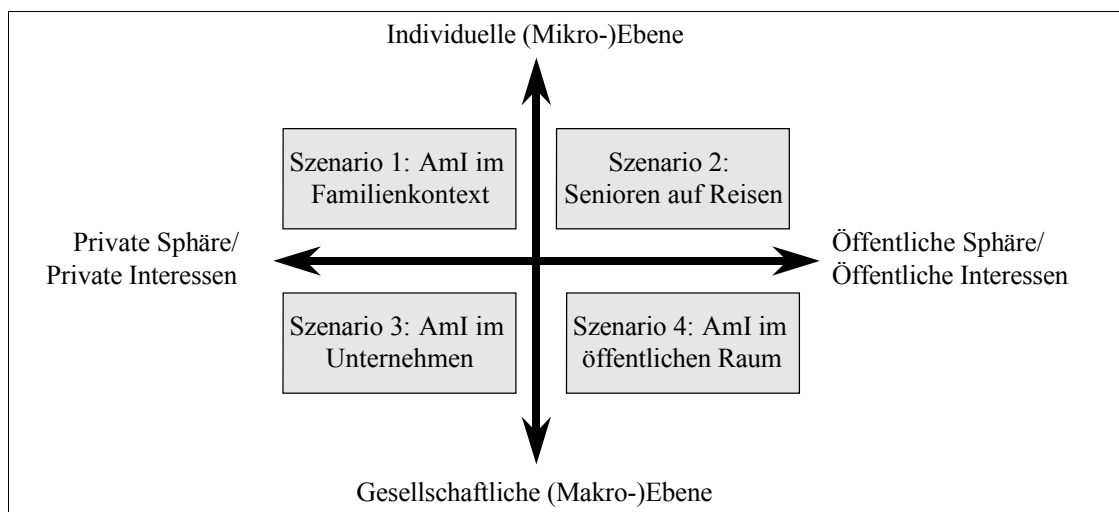 Individuelle (Mikro-)Ebene
Szenario 1: AmI im
Familienkontext
Szenario 2:
Senioren auf Reisen
Private Sphäre/
Private Interessen
Öffentliche Sphäre/
Öffentliche Interessen
Szenario 3: AmI im
Unternehmen
Szenario 4: AmI im
öffentlichen Raum
Gesellschaftliche (Makro-)Ebene